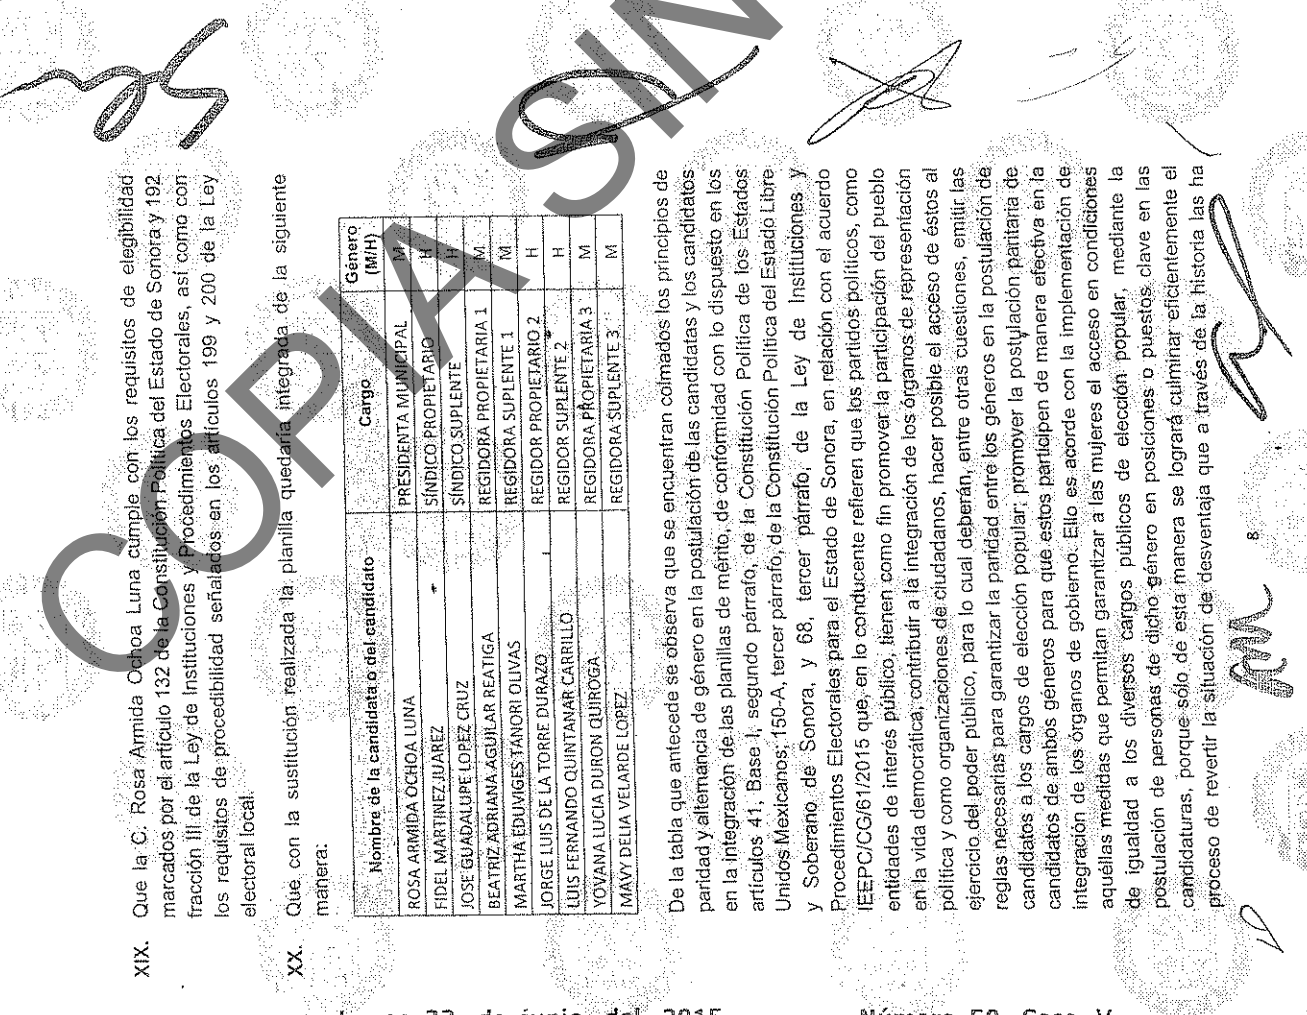 XIX. Que la C. Rosa Armida Ochoa Luna cumple con los requisitos de elegibilidad
marcados por el artículo 132 de la Constitución Política del Estado de Sonora y 192
fracción III de la Ley de Instituciones y Procedimientos Electorales, así como con
los requisitos de procedibilidad señalados en los artículos 199 y 200 de la Ley
electoral local.
XX. Que con la sustitución realizada la planilla quedaría integrada de la siguiente
manera:
Nombre de la candidata o del candidato Cargo Género (M/H)
ROSA ARMIDA OCHOA LUNA PRESIDENTA MUNICIPAL M
FIDEL MARTINEZ JUAREZ SÍNDICO PROPIETARIO H
JOSE GUADALUPE LOPEZ CRUZ SÍNDICO SUPLENTE H
BEATRIZ ADRIANA AGUILAR REATIGA REGIDORA PROPIETARIA 1 M
MARTHA EDUVIGES TANORI OLIVAS REGIDORA SUPLENTE 1 M
JORGE LUIS DE LA TORRE DURAZO REGIDOR PROPIETARIO 2 H
LUIS FERNANDO QUINTANAR CARRILLO REGIDOR SUPLENTE 2 H
YOVANA LUCIA DURON QUIROGA REGIDORA PROPIETARIA 3 M
MAVY DELIA VELARDE LOPEZ REGIDORA SUPLENTE 3 M
De la tabla que antecede se observa que se encuentran colmados los principios de
paridad y alternancia de género en la postulación de las candidatas y los candidatos
en la integración de las planillas de mérito, de conformidad con lo dispuesto en los
artículos 41, Base I, segundo párrafo, de la Constitución Política de los Estados
Unidos Mexicanos; 150-A, tercer párrafo, de la Constitución Política del Estado Libre
y Soberano de Sonora, y 68, tercer párrafo, de la Ley de Instituciones y
Procedimientos Electorales para el Estado de Sonora, en relación con el acuerdo
IEEPC/CG/61/2015 que, en lo conducente refieren que los partidos políticos, como
entidades de interés público, tienen como fin promover la participación del pueblo
en la vida democrática, contribuir a la integración de los órganos de representación
política y como organizaciones de ciudadanos, hacer posible el acceso de éstos al
ejercicio del poder público, para lo cual deberán, entre otras cuestiones, emitir las
reglas necesarias para garantizar la paridad entre los géneros en la postulación de
candidatos a los cargos de elección popular; promover la postulación paritaria de
candidatos de ambos géneros para que estos participen de manera efectiva en la
integración de los órganos de gobierno. Ello es acorde con la implementación de
aquéllas medidas que permitan garantizar a las mujeres el acceso en condiciones
de igualdad a los diversos cargos públicos de elección popular, mediante la
postulación de personas de dicho género en posiciones o puestos clave en las
candidaturas, porque sólo de esta manera se logrará culminar eficientemente el
proceso de revertir la situación de desventaja que a través de la historia las ha
8
COPIA SIN